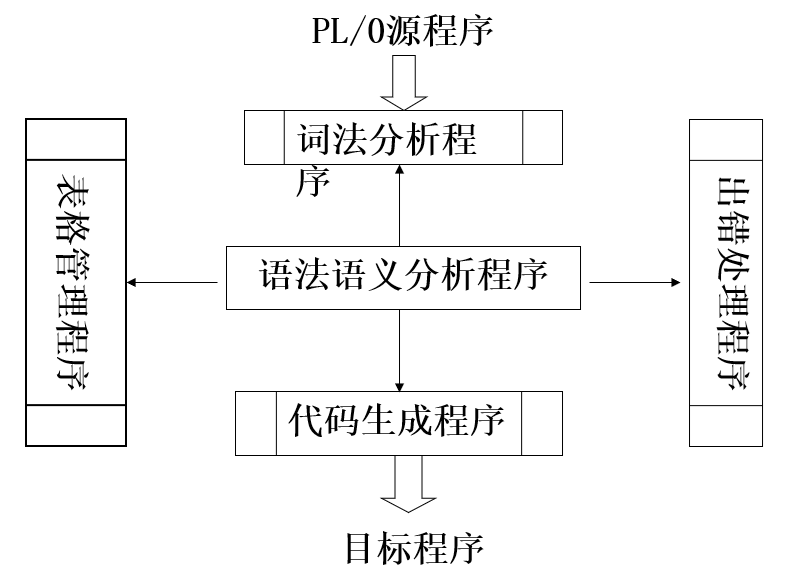 PL/0源程序
词法分析程
序
表格管理程序
语法语义分析程序
出错处理程序
代码生成程序
目标程序